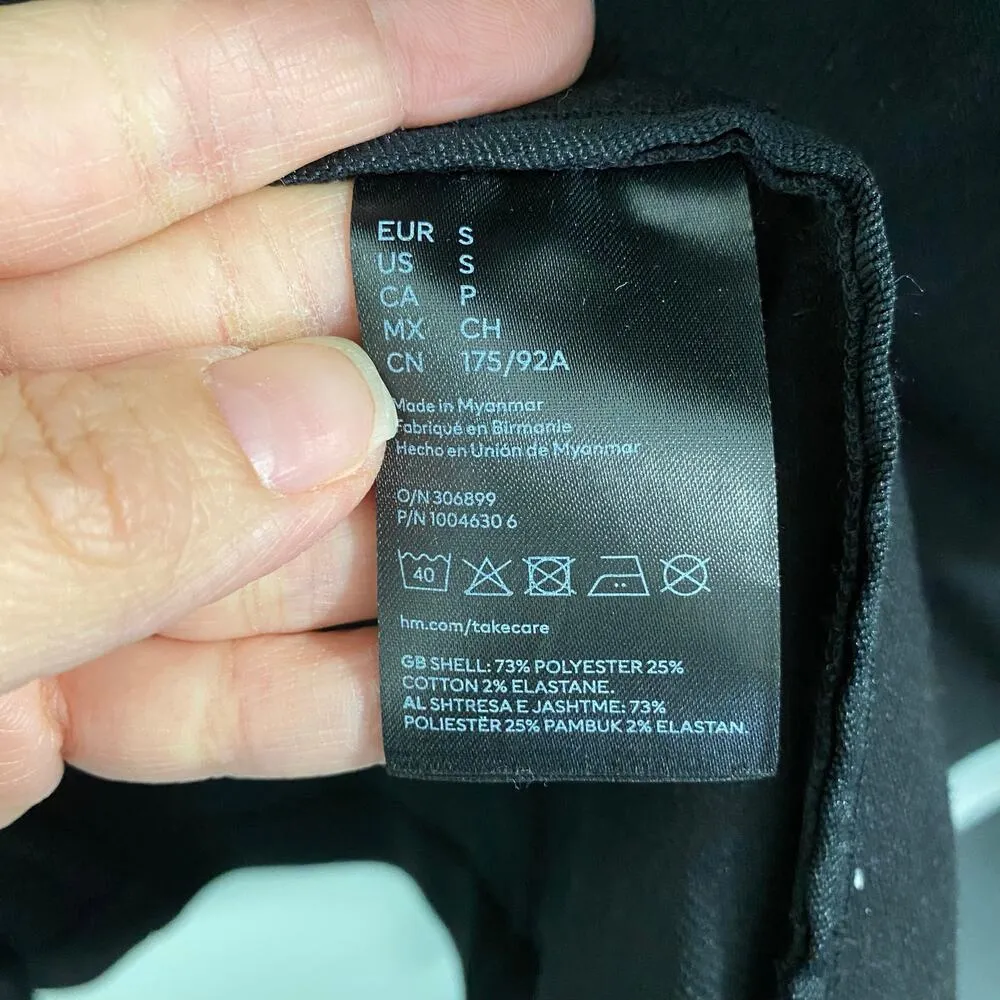 EUR S
US S
CA P
MX CH
CN 175/92A
Made in Myanmar
Fabriqué en Birmanie
Hecho en Unión de Myanmar
O/N 306899
P/N 1004630 6
40
hm.com/takecare
GB SHELL: 73% POLYESTER 25%
COTTON 2% ELASTANE.
AL SHTRESA E JASHTME: 73%
POLIESTËR 25% PAMBUK 2% ELASTAN.